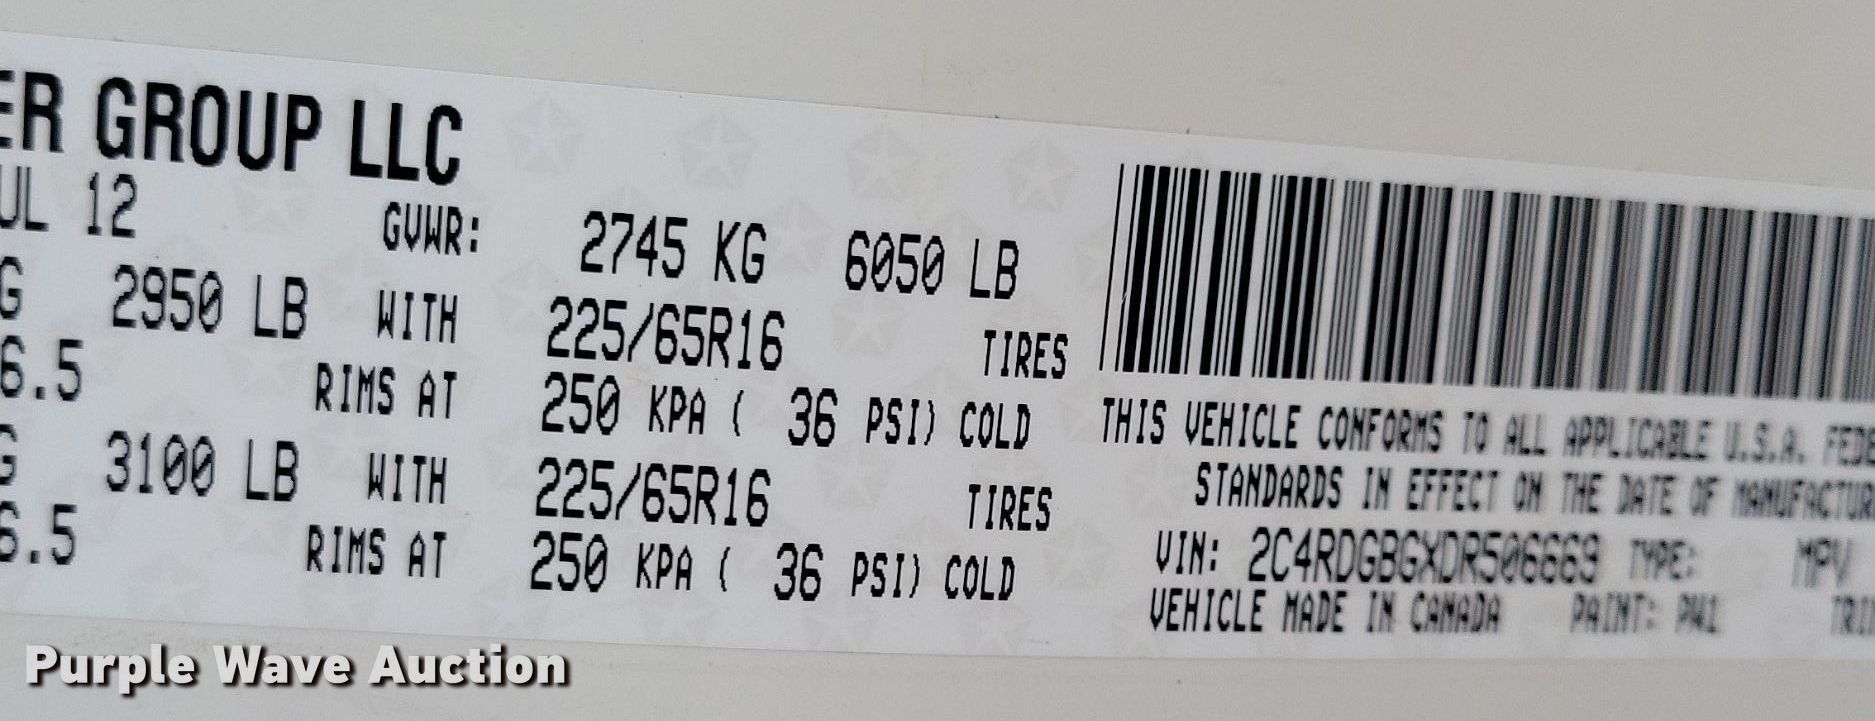 ER GROUP LLC
UL 12 GVWR: 2745 KG 6050 LB
G 2950 LB WITH 225/65R16 TIRES
6.5 RIMS AT 250 KPA ( 36 PSI) COLD
G 3100 LB WITH 225/65R16 TIRES
6.5 RIMS AT 250 KPA ( 36 PSI) COLD
THIS VEHICLE CONFORMS TO ALL APPLICABLE U.S.A. FEDE
STANDARDS IN EFFECT ON THE DATE OF MANUFACTUR
VIN: 2C4RDGBGXDR506669 TYPE: MPV
VEHICLE MADE IN CANADA PAINT: PW1 TRI
Purple Wave Auction